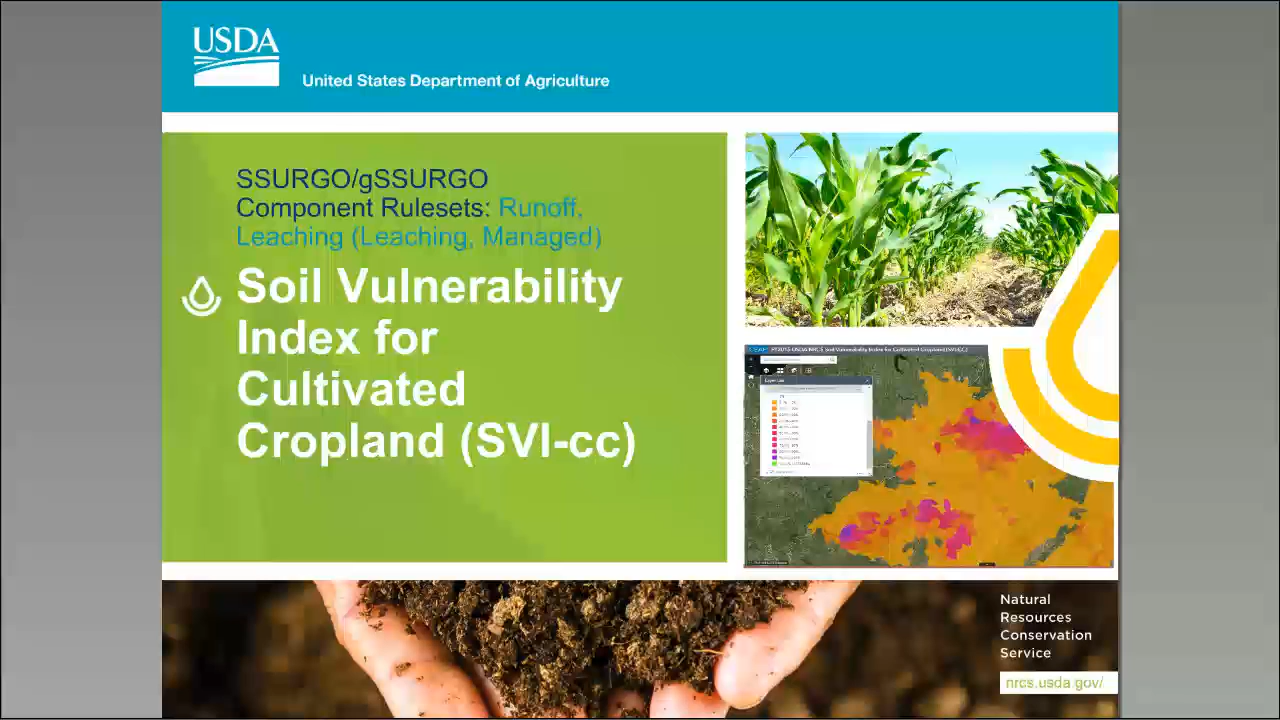 USDA
United States Department of Agriculture
SSURGO/gSSURGO
Component Rulesets: Runoff,
Leaching (Leaching, Managed)
Soil Vulnerability
Index for
Cultivated
Cropland (SVI-cc)
Natural
Resources
Conservation
Service
nrcs.usda.gov/